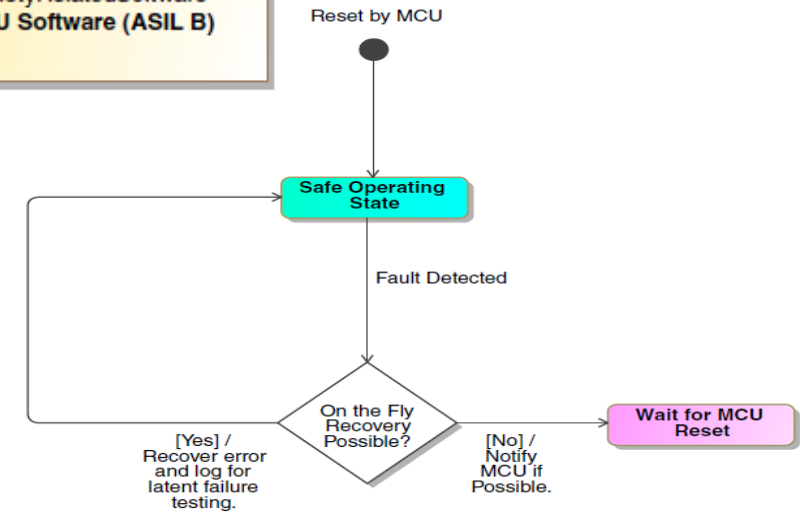 U Software (ASIL B)
Reset by MCU
Safe Operating
State
Fault Detected
On the Fly
Recovery
Possible?
[Yes] /
Recover error
and log for
latent failure
testing.
[No] /
Notify
MCU if
Possible.
Wait for MCU
Reset